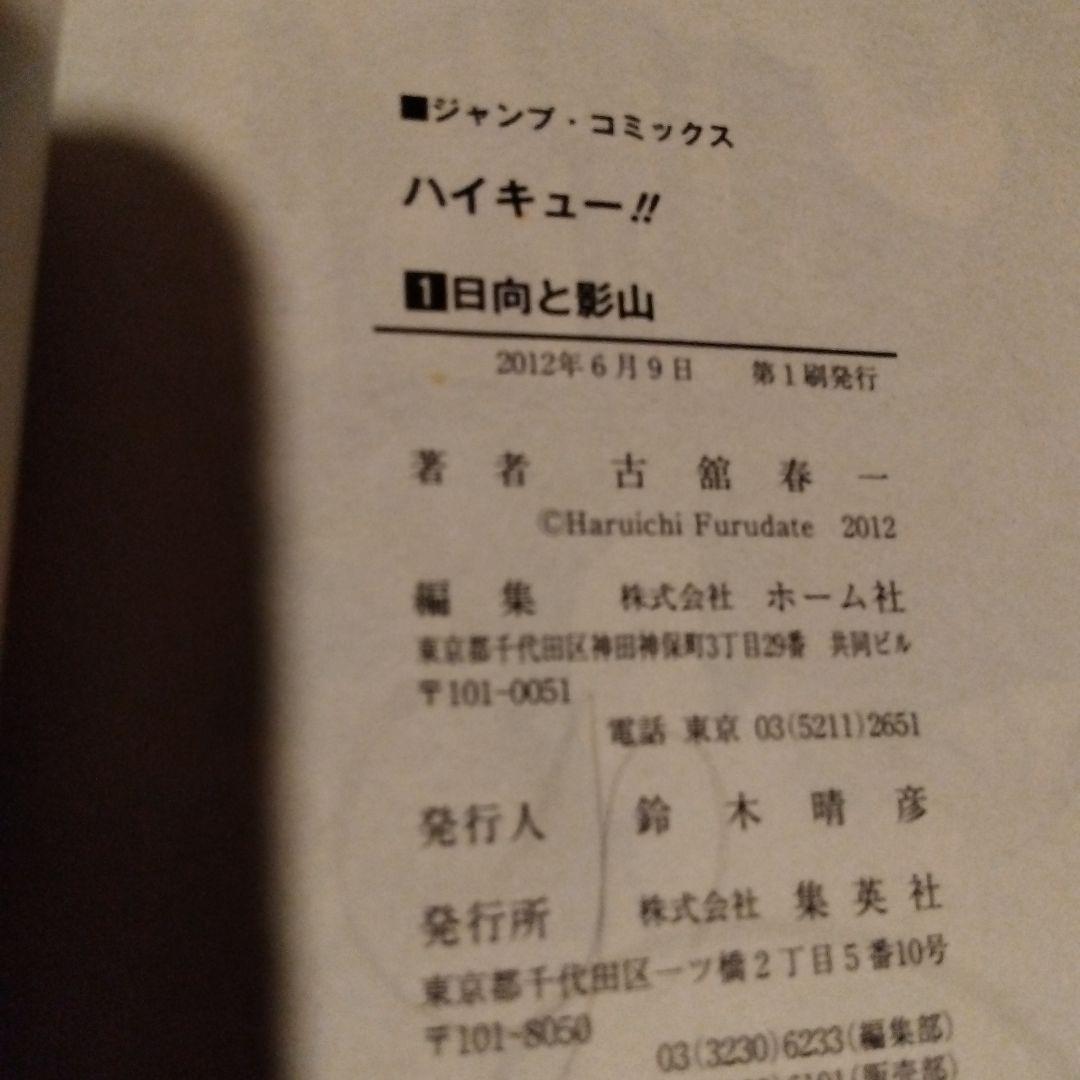 ■ジャンプ・コミックス
ハイキュー!!
1日向と影山
2012年6月9日 第1刷発行
著者 古舘春一
©Haruichi Furudate 2012
編集 株式会社 ホーム社
東京都千代田区神田神保町3丁目29番 共同ビル
〒101-0051
電話 東京 03(5211)2651
発行人 鈴木晴彦
発行所 株式会社 集英社
東京都千代田区一ツ橋2丁目5番10号
〒101-8050
03(3230)6233(編集部)
(販売部)